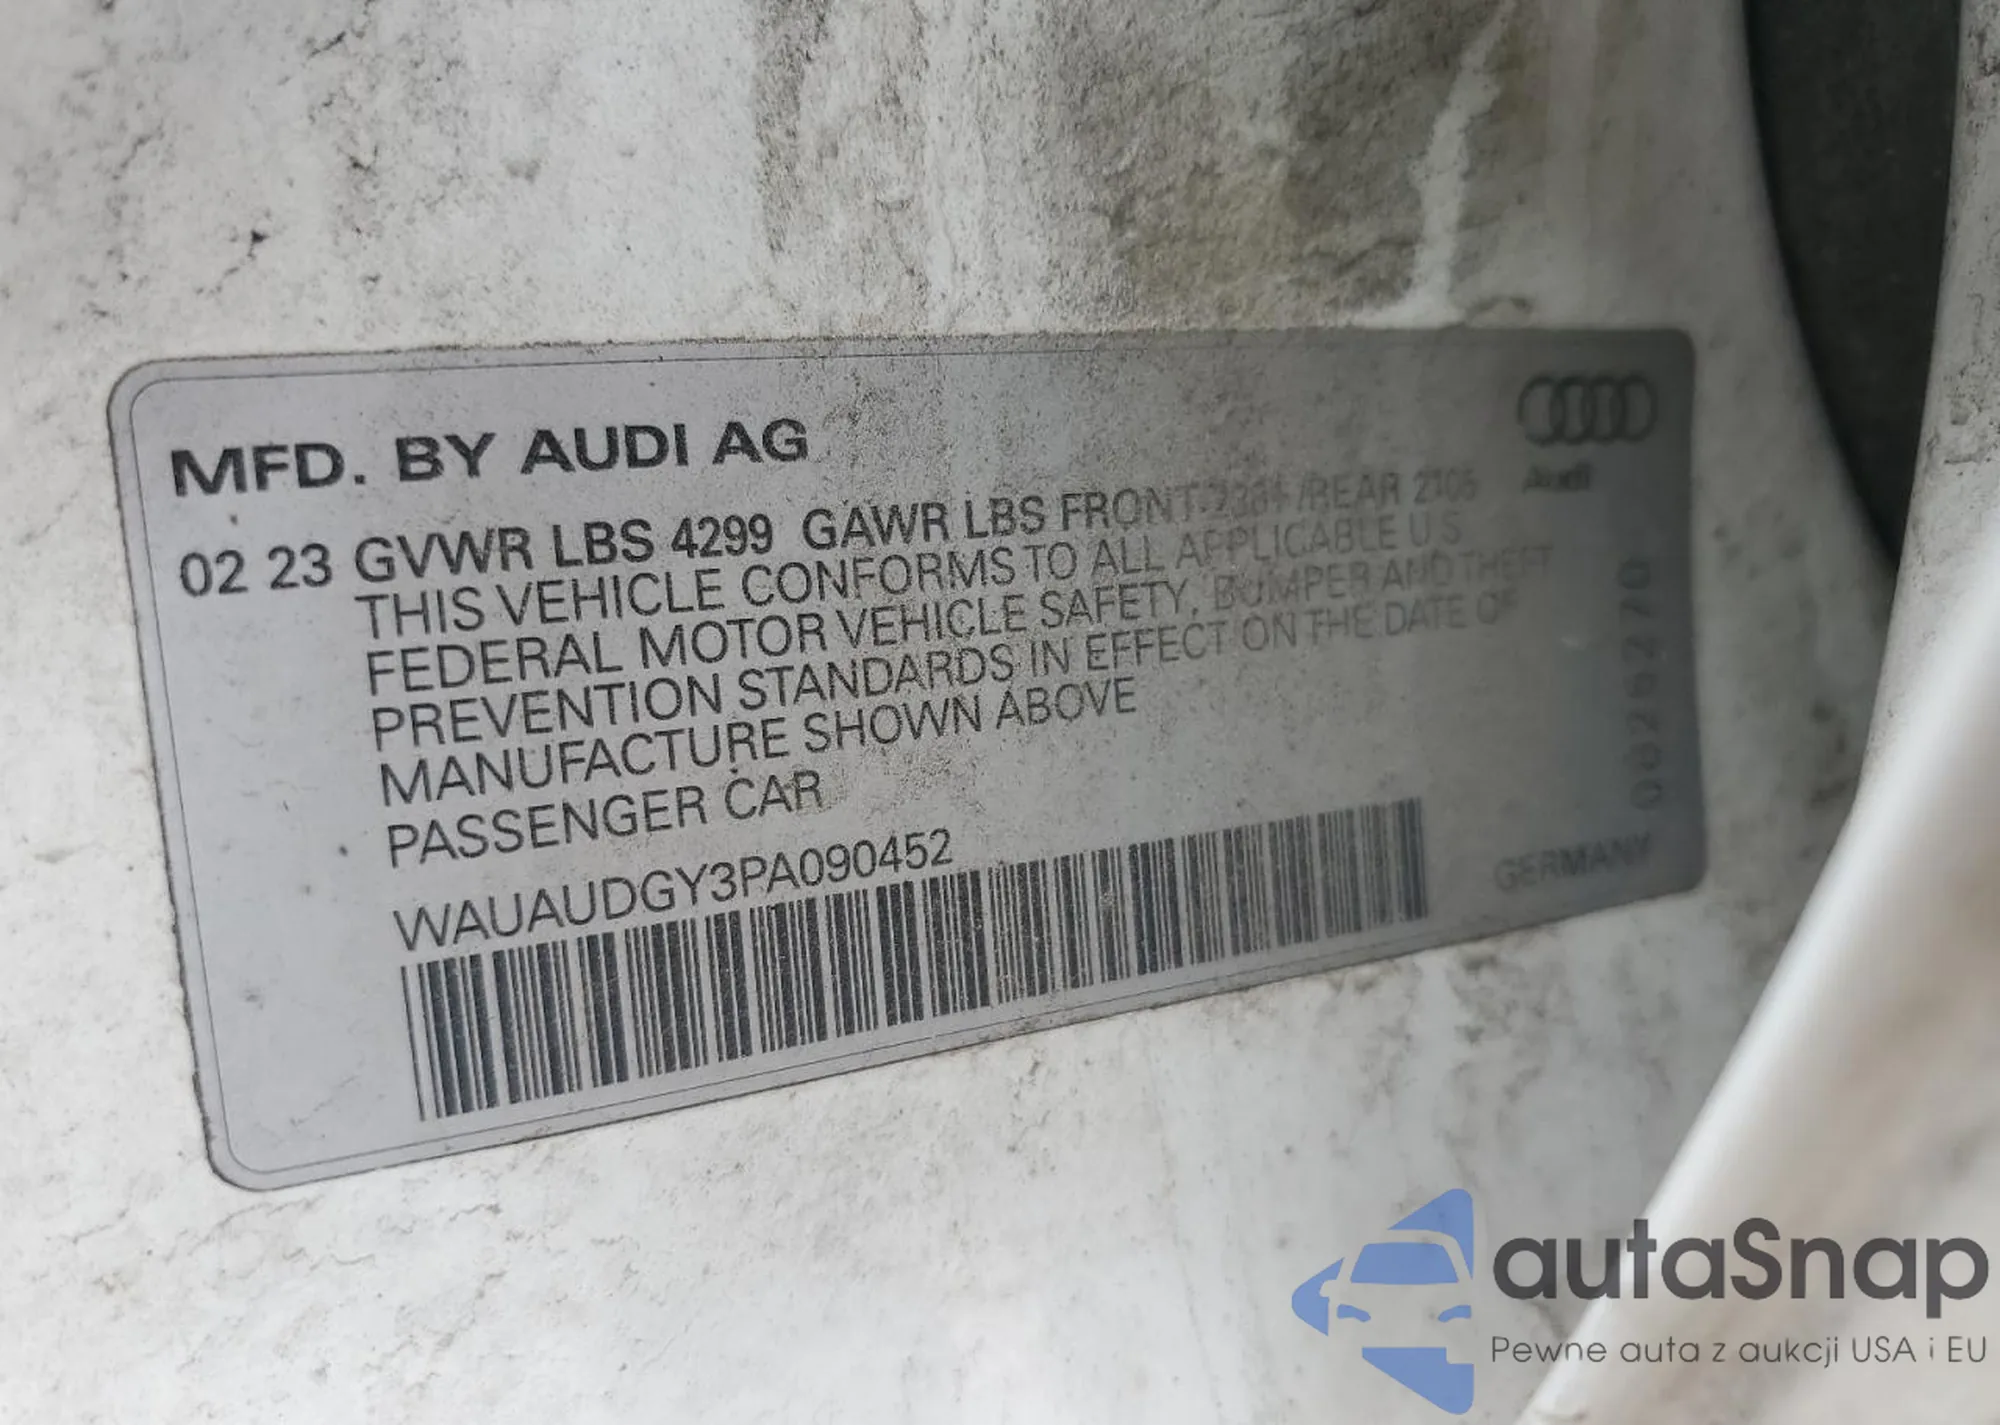 MFD. BY AUDI AG
Audi
02 23 GVWR LBS 4299 GAWR LBS FRONT /REAR 2105
THIS VEHICLE CONFORMS TO ALL APPLICABLE U.S
FEDERAL MOTOR VEHICLE SAFETY, BUMPER AND THEFT
PREVENTION STANDARDS IN EFFECT ON THE DATE OF
MANUFACTURE SHOWN ABOVE
PASSENGER CAR
WAUAUDGY3PA090452
GERMANY
autaSnap
Pewne auta z aukcji USA i EU